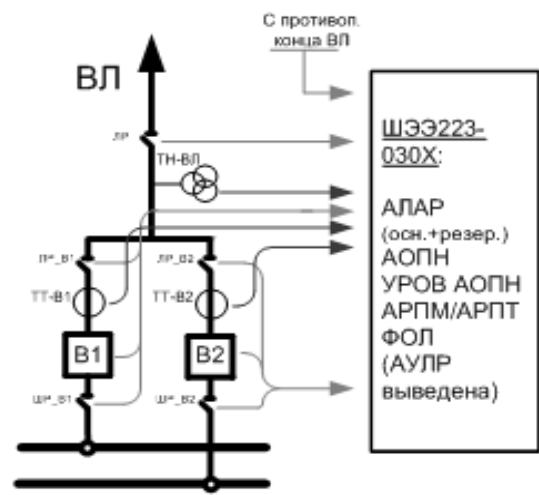 С противоп.
конца ВЛ
ВЛ
ЛР
ТН-ВЛ
ЛР_В1
ЛР_В2
ТТ-В1
ТТ-В2
В1
В2
ШР_В1
ШР_В2
ШЭЭ223-
030Х:
АЛАР
(осн.+резер.)
АОПН
УРОВ АОПН
АРПМ/АРПТ
ФОЛ
(АУЛР
выведена)